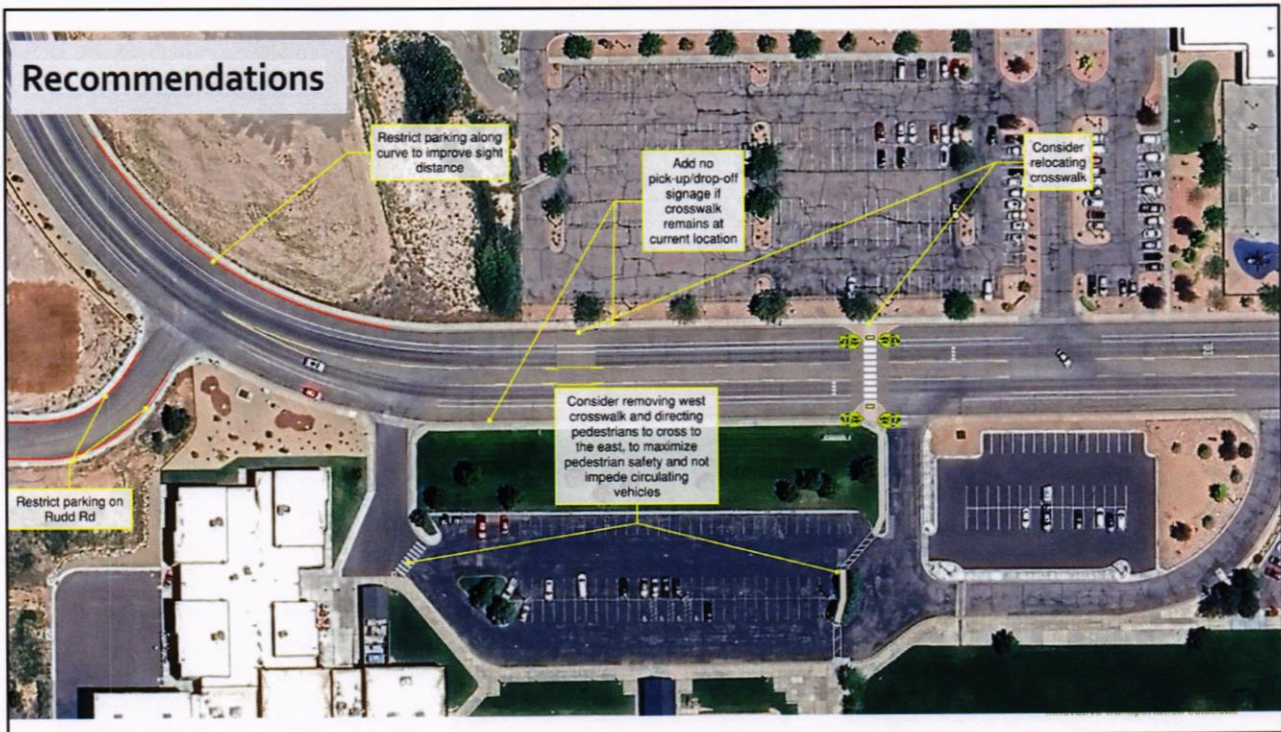 Recommendations
Restrict parking along
curve to improve sight
distance
Add no
pick-up/drop-off
signage if
crosswalk
remains at
current location
Consider
relocating
crosswalk
Consider removing west
crosswalk and directing
pedestrians to cross to
the east, to maximize
pedestrian safety and not
impede circulating
vehicles
Restrict parking on
Rudd Rd